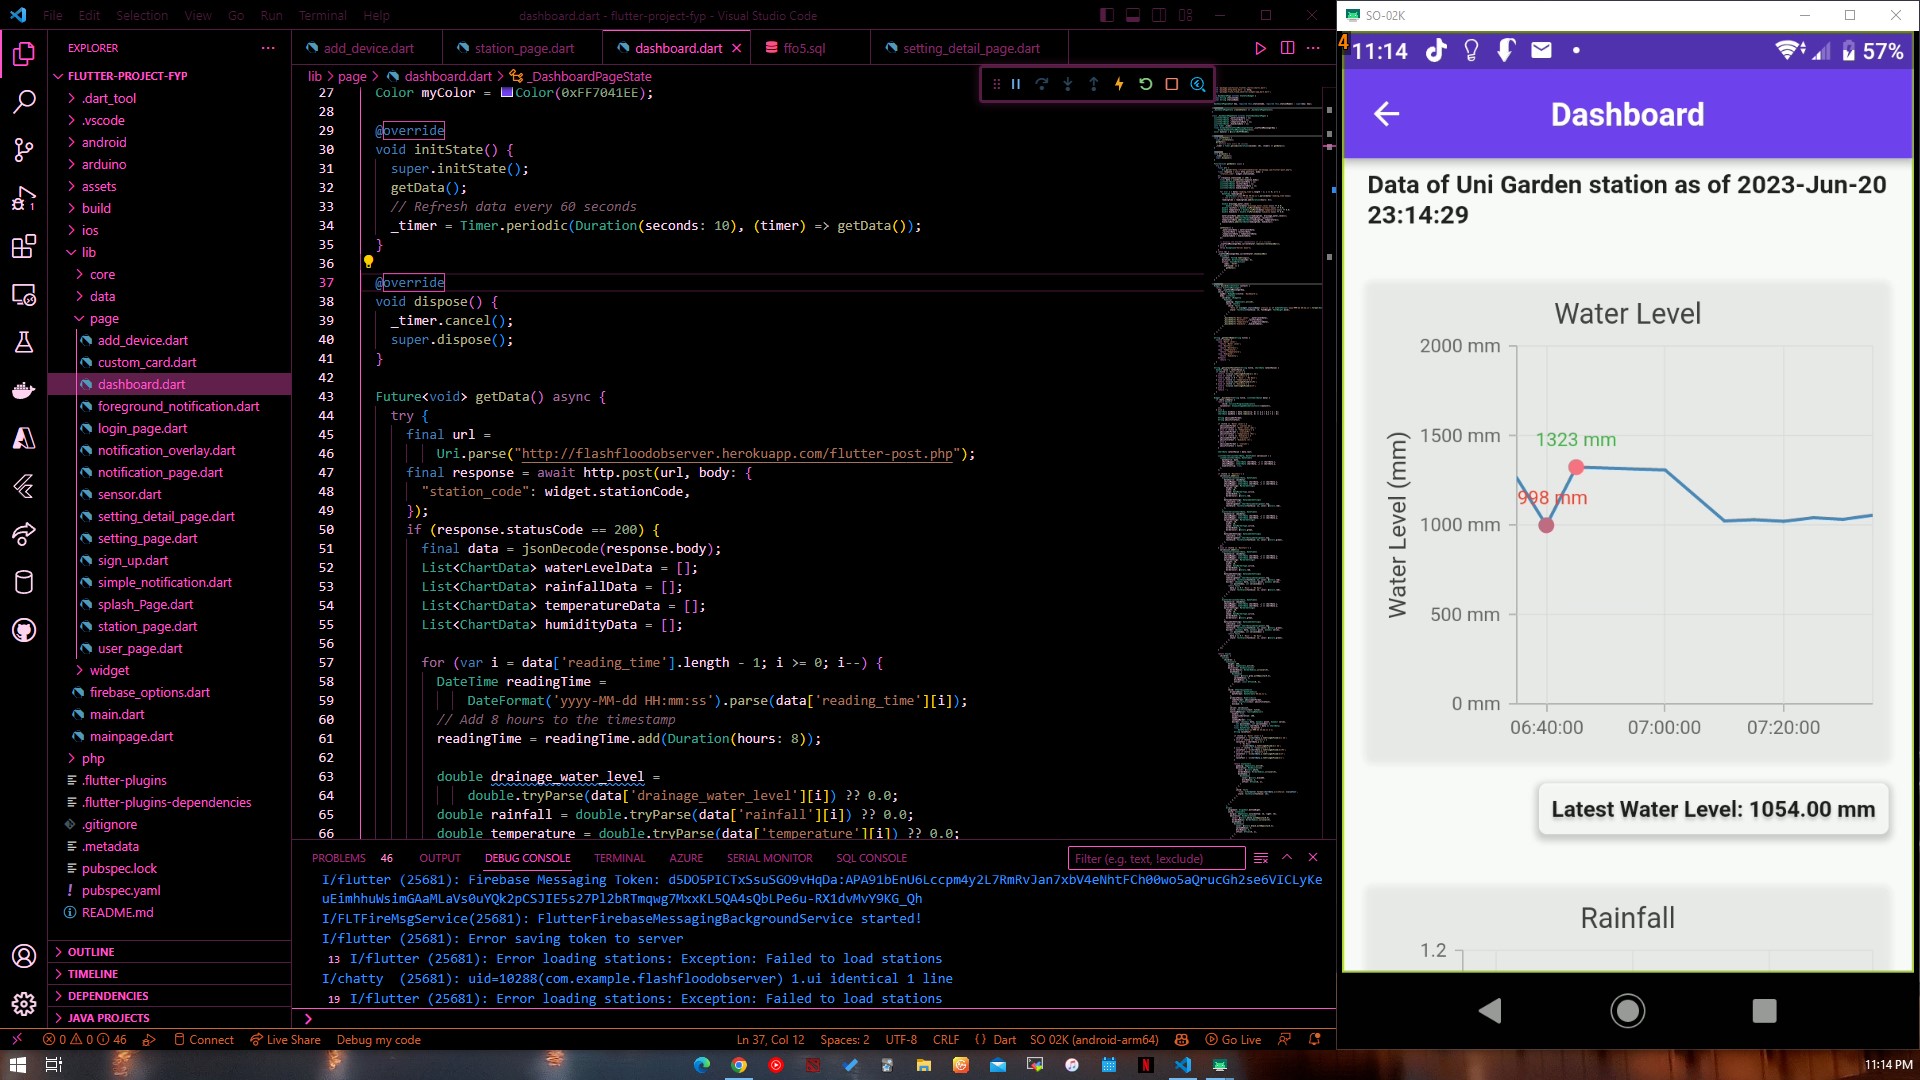 File Edit Selection View Go Run Terminal Help
dashboard.dart - flutter-project-fyp - Visual Studio Code
EXPLORER
FLUTTER-PROJECT-FYP
.dart_tool
.vscode
android
arduino
assets
build
ios
lib
core
data
page
add_device.dart
custom_card.dart
dashboard.dart
foreground_notification.dart
login_page.dart
notification_overlay.dart
notification_page.dart
sensor.dart
setting_detail_page.dart
setting_page.dart
sign_up.dart
simple_notification.dart
splash_Page.dart
station_page.dart
user_page.dart
widget
firebase_options.dart
main.dart
mainpage.dart
php
.flutter-plugins
.flutter-plugins-dependencies
.gitignore
.metadata
pubspec.lock
pubspec.yaml
README.md
OUTLINE
TIMELINE
DEPENDENCIES
JAVA PROJECTS
add_device.dart station_page.dart dashboard.dart ffo5.sql setting_detail_page.dart
lib > page > dashboard.dart > _DashboardPageState
27 Color myColor = Color(0xFF7041EE);
28
29 @override
30 void initState() {
31 super.initState();
32 getData();
33 // Refresh data every 60 seconds
34 _timer = Timer.periodic(Duration(seconds: 10), (timer) => getData());
35 }
36
37 @override
38 void dispose() {
39 _timer.cancel();
40 super.dispose();
41 }
42
43 Future<void> getData() async {
44 try {
45 final url =
46 Uri.parse("http://flashfloodobserver.herokuapp.com/flutter-post.php");
47 final response = await http.post(url, body: {
48 "station_code": widget.stationCode,
49 });
50 if (response.statusCode == 200) {
51 final data = jsonDecode(response.body);
52 List<ChartData> waterLevelData = [];
53 List<ChartData> rainfallData = [];
54 List<ChartData> temperatureData = [];
55 List<ChartData> humidityData = [];
56
57 for (var i = data['reading_time'].length - 1; i >= 0; i--) {
58 DateTime readingTime =
59 DateFormat('yyyy-MM-dd HH:mm:ss').parse(data['reading_time'][i]);
60 // Add 8 hours to the timestamp
61 readingTime = readingTime.add(Duration(hours: 8));
62
63 double drainage_water_level =
64 double.tryParse(data['drainage_water_level'][i]) ?? 0.0;
65 double rainfall = double.tryParse(data['rainfall'][i]) ?? 0.0;
66 double temperature = double.tryParse(data['temperature'][i]) ?? 0.0;
PROBLEMS 46 OUTPUT DEBUG CONSOLE TERMINAL AZURE SERIAL MONITOR SQL CONSOLE
Filter (e.g. text, !exclude)
I/flutter (25681): Firebase Messaging Token: d5DO5PICTxSsuSGO9vHqDa:APA91bEnU6Lccpm4y2L7RmRvJan7xbV4eNhtFCh00wo5aQrucGh2se6VICLyKe
uEimhhuWsimGAaMLaVs0uYQk2pCSJIE5s27Pl2bRTmqwg7MxxKL5QA4sQbLPe6u-RX1dvMvY9KG_Qh
I/FLTFireMsgService(25681): FlutterFirebaseMessagingBackgroundService started!
I/flutter (25681): Error saving token to server
13 I/flutter (25681): Error loading stations: Exception: Failed to load stations
I/chatty (25681): uid=10288(com.example.flashfloodobserver) 1.ui identical 1 line
19 I/flutter (25681): Error loading stations: Exception: Failed to load stations
0 0 46 Connect Live Share Debug my code
Ln 37, Col 12 Spaces: 2 UTF-8 CRLF {} Dart SO 02K (android-arm64) Go Live
11:14 PM
SO-02K
4
11:14 57%
Dashboard
Data of Uni Garden station as of 2023-Jun-20
23:14:29
Water Level
2000 mm
1500 mm
1000 mm
500 mm
0 mm
Water Level (mm)
1323 mm
998 mm
06:40:00 07:00:00 07:20:00
Latest Water Level: 1054.00 mm
Rainfall
1.2